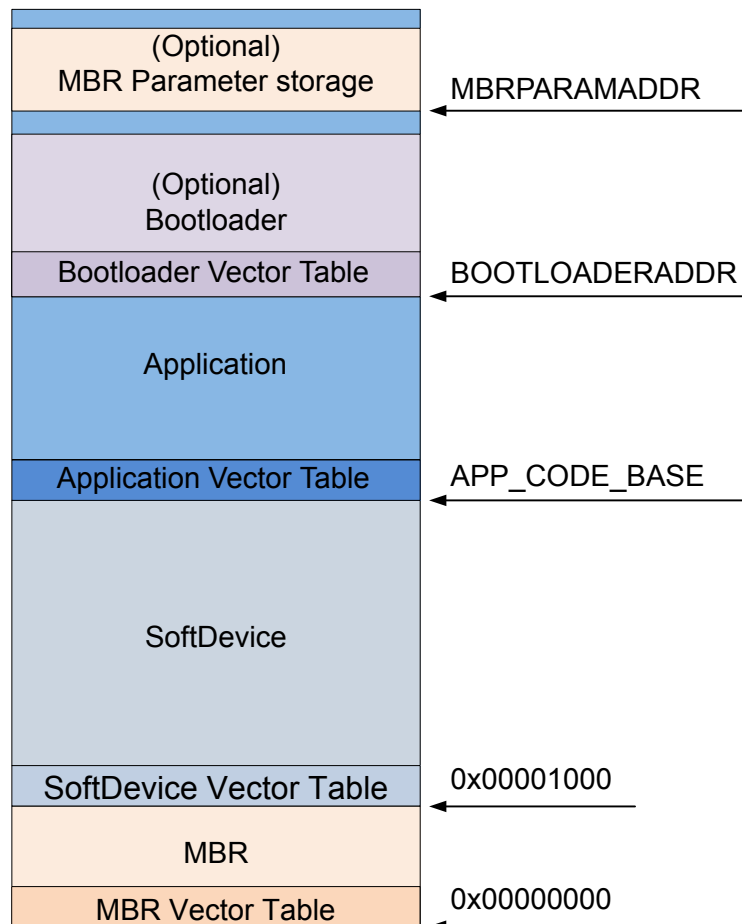 (Optional)
MBR Parameter storage
MBRPARAMADDR
(Optional)
Bootloader
Bootloader Vector Table
BOOTLOADERADDR
Application
Application Vector Table
APP_CODE_BASE
SoftDevice
SoftDevice Vector Table
0x00001000
MBR
MBR Vector Table
0x00000000